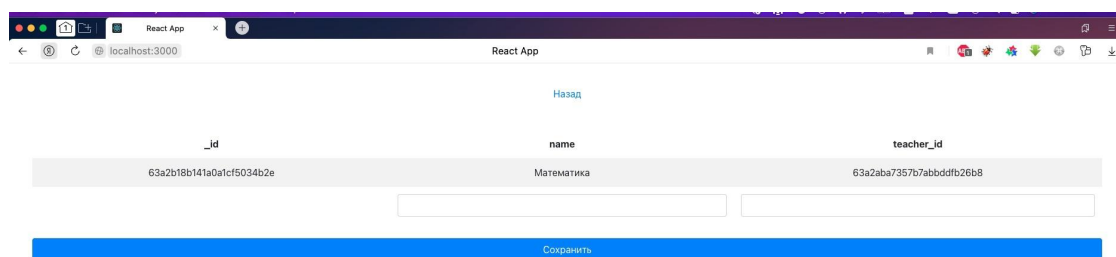 React App
localhost:3000
React App
Назад
_id name teacher_id
63a2b18b141a0a1cf5034b2e Математика 63a2aba7357b7abbddfb26b8
Сохранить